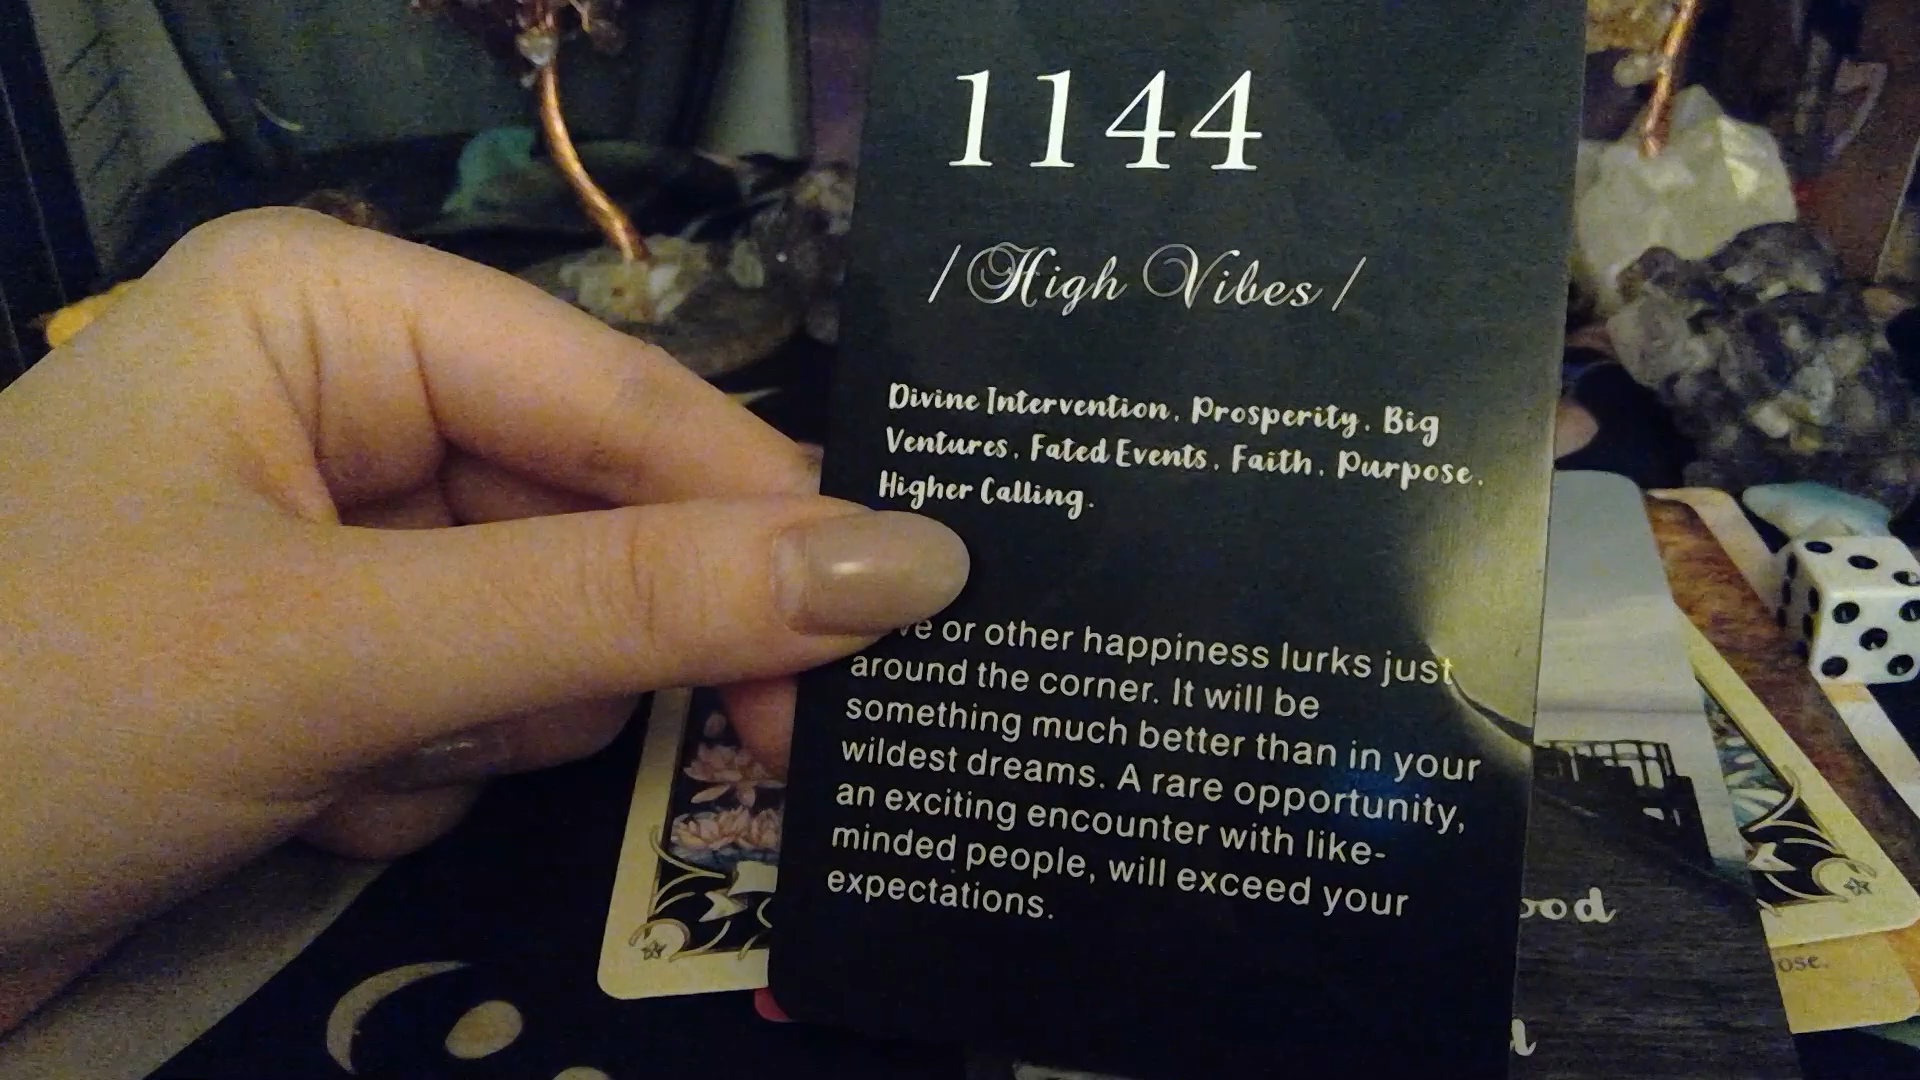 1144
/ High Vibes /
Divine Intervention. Prosperity. Big
Ventures. Fated Events. Faith. Purpose.
Higher Calling.
or other happiness lurks just
around the corner. It will be
something much better than in your
wildest dreams. A rare opportunity,
an exciting encounter with like-
minded people, will exceed your
expectations.
ood
ose.